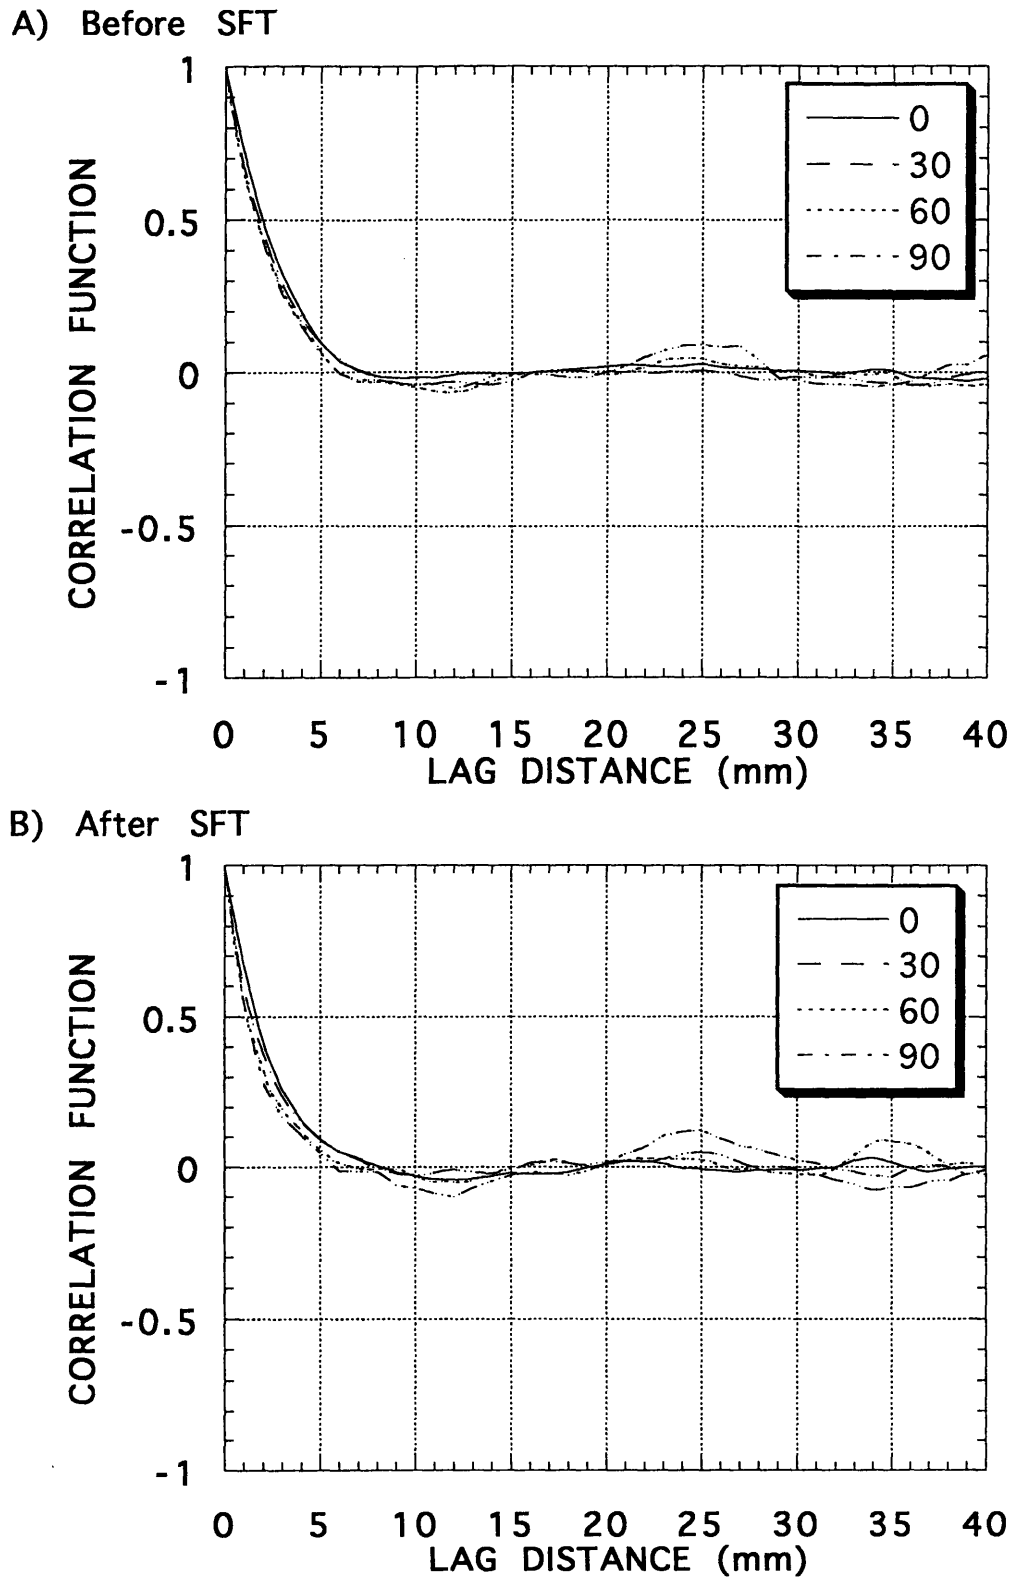 A) Before SFT
1
0.5
0
-0.5
-1
CORRELATION FUNCTION
0
30
60
90
0 5 10 15 20 25 30 35 40
LAG DISTANCE (mm)
B) After SFT
1
0.5
0
-0.5
-1
CORRELATION FUNCTION
0
30
60
90
0 5 10 15 20 25 30 35 40
LAG DISTANCE (mm)